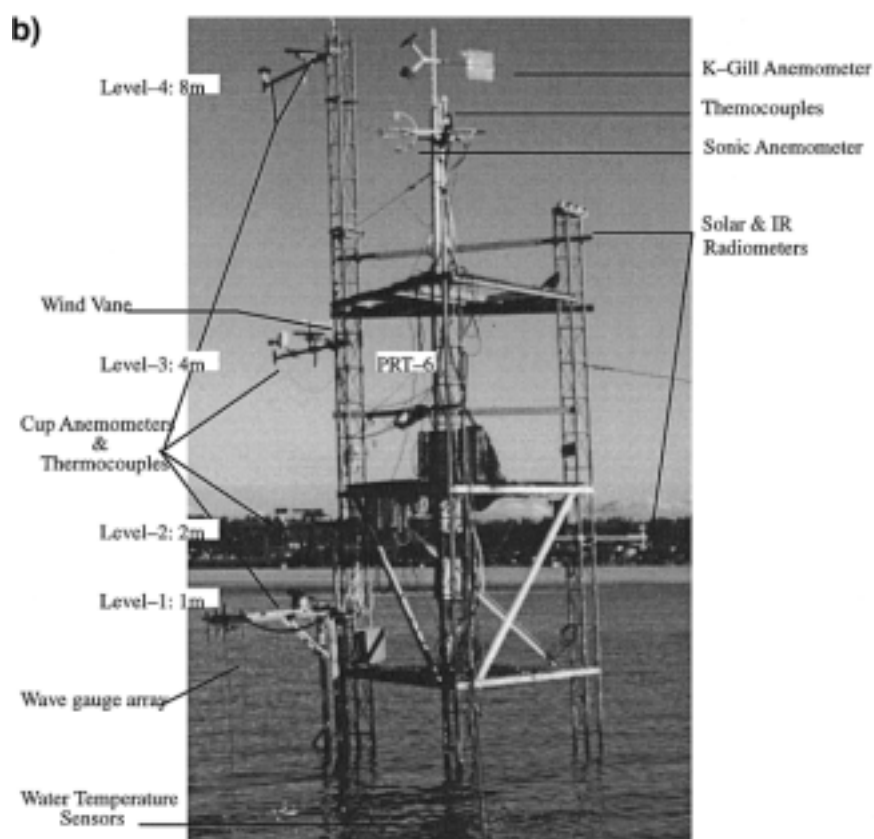 b)
Level–4: 8m
K–Gill Anemometer
Themocouples
Sonic Anemometer
Solar & IR
Radiometers
Wind Vane
Level–3: 4m
PRT–6
Cup Anemometers
&
Thermocouples
Level–2: 2m
Level–1: 1m
Wave gauge array
Water Temperature
Sensors